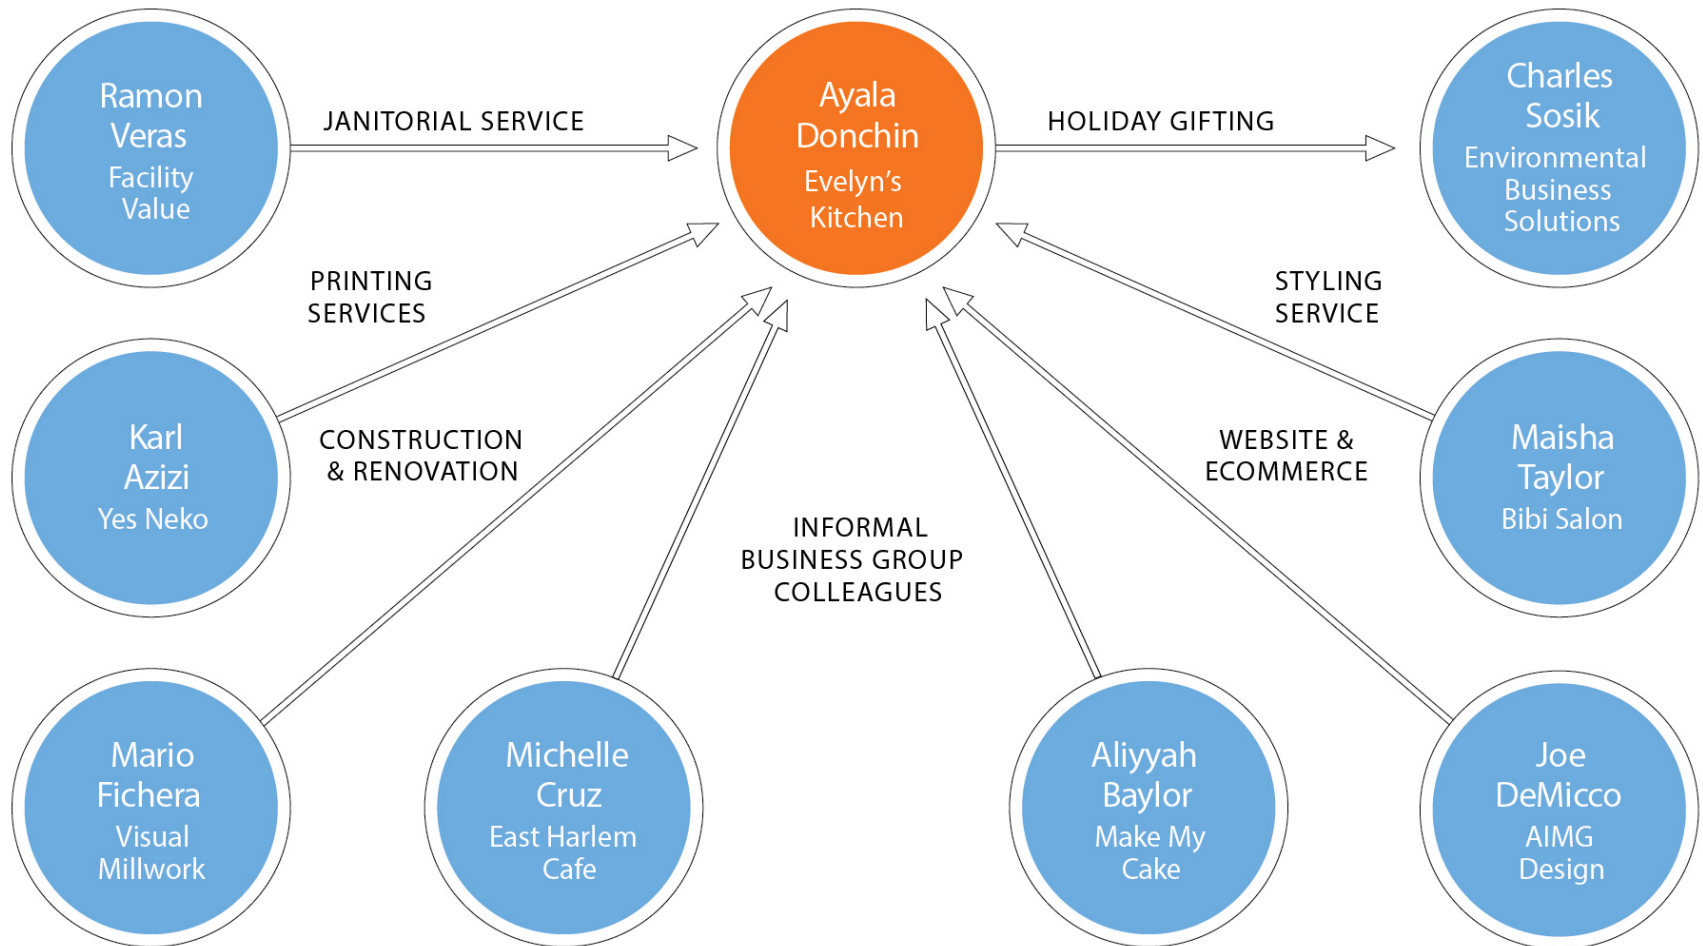 Ramon
Veras
Facility
Value
JANITORIAL SERVICE
Ayala
Donchin
Evelyn’s
Kitchen
HOLIDAY GIFTING
Charles
Sosik
Environmental
Business
Solutions
PRINTING
SERVICES
STYLING
SERVICE
Karl
Azizi
Yes Neko
CONSTRUCTION
& RENOVATION
WEBSITE &
ECOMMERCE
Maisha
Taylor
Bibi Salon
INFORMAL
BUSINESS GROUP
COLLEAGUES
Mario
Fichera
Visual
Millwork
Michelle
Cruz
East Harlem
Cafe
Aliyyah
Baylor
Make My
Cake
Joe
DeMicco
AIMG
Design